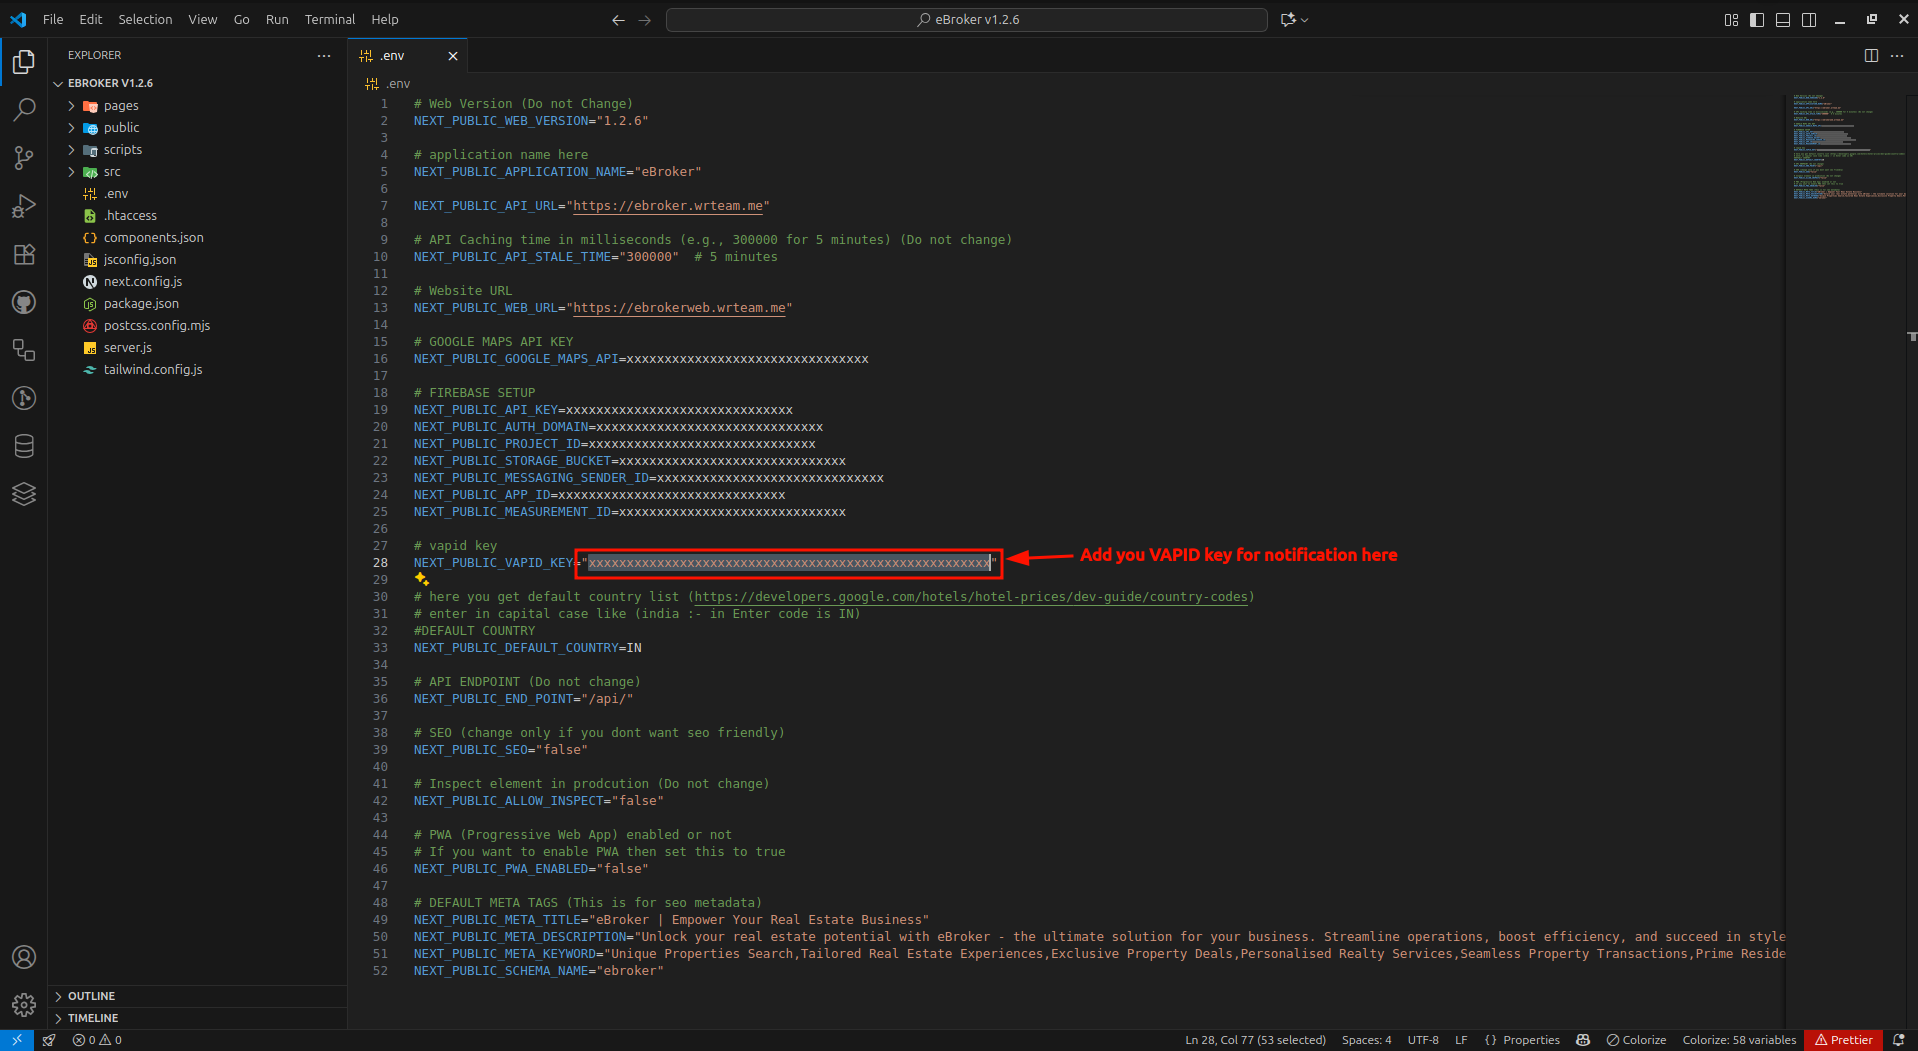 File Edit Selection View Go Run Terminal Help
eBroker v1.2.6
EXPLORER
EBROKER V1.2.6
pages
public
scripts
src
.env
.htaccess
components.json
jsconfig.json
next.config.js
package.json
postcss.config.mjs
server.js
tailwind.config.js
OUTLINE
TIMELINE
.env
.env
1 # Web Version (Do not Change)
2 NEXT_PUBLIC_WEB_VERSION="1.2.6"
3
4 # application name here
5 NEXT_PUBLIC_APPLICATION_NAME="eBroker"
6
7 NEXT_PUBLIC_API_URL="https://ebroker.wrteam.me"
8
9 # API Caching time in milliseconds (e.g., 300000 for 5 minutes) (Do not change)
10 NEXT_PUBLIC_API_STALE_TIME="300000"  # 5 minutes
11
12 # Website URL
13 NEXT_PUBLIC_WEB_URL="https://ebrokerweb.wrteam.me"
14
15 # GOOGLE MAPS API KEY
16 NEXT_PUBLIC_GOOGLE_MAPS_API=xxxxxxxxxxxxxxxxxxxxxxxxxxxxxxxx
17
18 # FIREBASE SETUP
19 NEXT_PUBLIC_API_KEY=xxxxxxxxxxxxxxxxxxxxxxxxxxxxxx
20 NEXT_PUBLIC_AUTH_DOMAIN=xxxxxxxxxxxxxxxxxxxxxxxxxxxxxx
21 NEXT_PUBLIC_PROJECT_ID=xxxxxxxxxxxxxxxxxxxxxxxxxxxxxx
22 NEXT_PUBLIC_STORAGE_BUCKET=xxxxxxxxxxxxxxxxxxxxxxxxxxxxxx
23 NEXT_PUBLIC_MESSAGING_SENDER_ID=xxxxxxxxxxxxxxxxxxxxxxxxxxxxxx
24 NEXT_PUBLIC_APP_ID=xxxxxxxxxxxxxxxxxxxxxxxxxxxxxx
25 NEXT_PUBLIC_MEASUREMENT_ID=xxxxxxxxxxxxxxxxxxxxxxxxxxxxxx
26
27 # vapid key
28 NEXT_PUBLIC_VAPID_KEY="xxxxxxxxxxxxxxxxxxxxxxxxxxxxxxxxxxxxxxxxxxxxxxxxxxxxx" Add you VAPID key for notification here
29
30 # here you get default country list (https://developers.google.com/hotels/hotel-prices/dev-guide/country-codes)
31 # enter in capital case like (india :- in Enter code is IN)
32 #DEFAULT COUNTRY
33 NEXT_PUBLIC_DEFAULT_COUNTRY=IN
34
35 # API ENDPOINT (Do not change)
36 NEXT_PUBLIC_END_POINT="/api/"
37
38 # SEO (change only if you dont want seo friendly)
39 NEXT_PUBLIC_SEO="false"
40
41 # Inspect element in prodcution (Do not change)
42 NEXT_PUBLIC_ALLOW_INSPECT="false"
43
44 # PWA (Progressive Web App) enabled or not
45 # If you want to enable PWA then set this to true
46 NEXT_PUBLIC_PWA_ENABLED="false"
47
48 # DEFAULT META TAGS (This is for seo metadata)
49 NEXT_PUBLIC_META_TITLE="eBroker | Empower Your Real Estate Business"
50 NEXT_PUBLIC_META_DESCRIPTION="Unlock your real estate potential with eBroker - the ultimate solution for your business. Streamline operations, boost efficiency, and succeed in style
51 NEXT_PUBLIC_META_KEYWORD="Unique Properties Search,Tailored Real Estate Experiences,Exclusive Property Deals,Personalised Realty Services,Seamless Property Transactions,Prime Reside
52 NEXT_PUBLIC_SCHEMA_NAME="ebroker"
0 0 Ln 28, Col 77 (53 selected) Spaces: 4 UTF-8 LF {} Properties Colorize Colorize: 58 variables Prettier